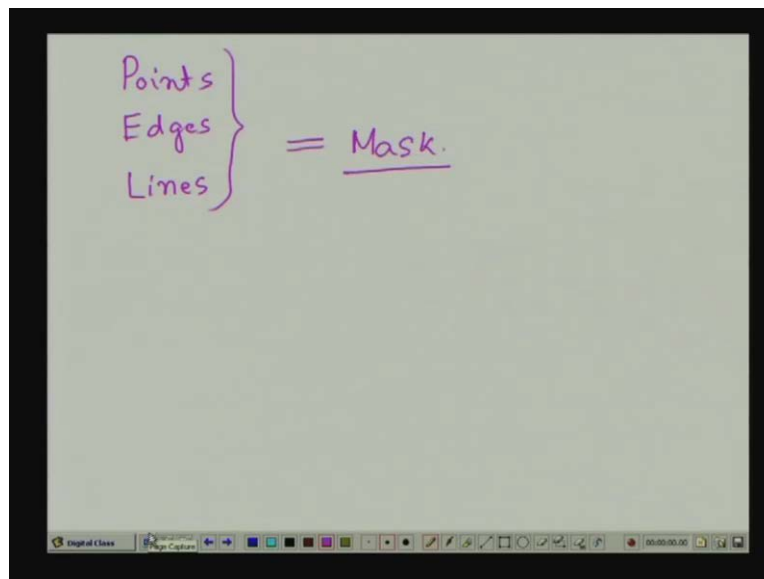 Points
Edges
Lines
= Mask.
Digital Class
Page Capture
00:00:00.00